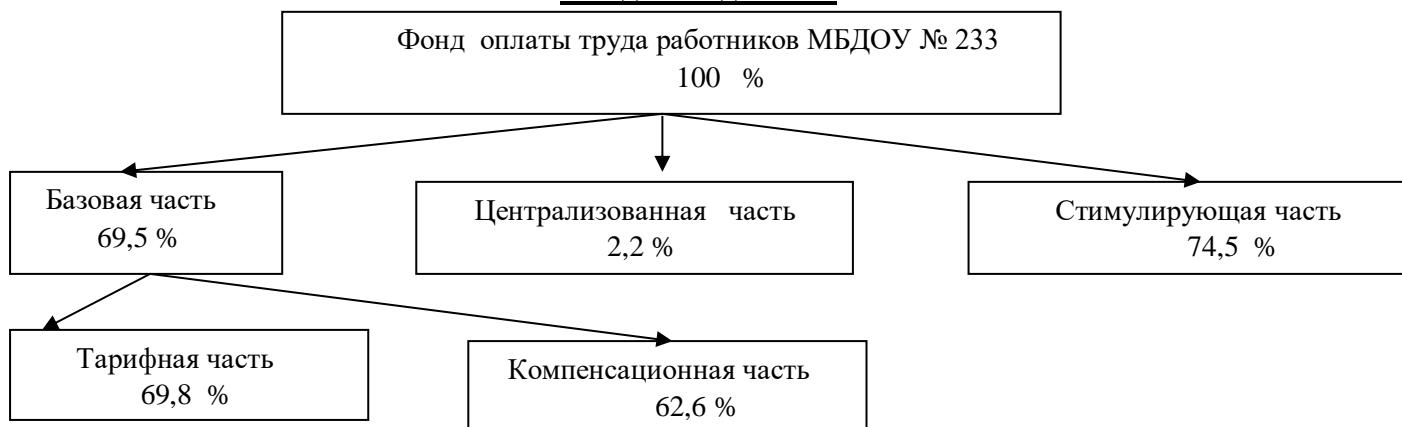 Фонд оплаты труда работников МБДОУ № 233
100 %
Базовая часть
69,5 %
Централизованная часть
2,2 %
Стимулирующая часть
74,5 %
Тарифная часть
69,8 %
Компенсационная часть
62,6 %